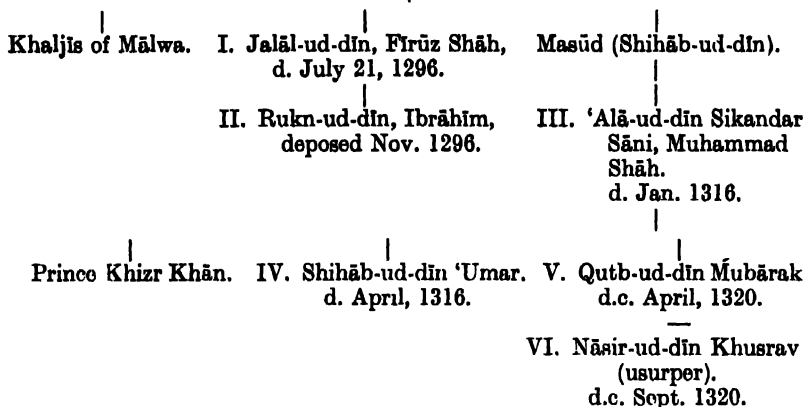 Khaljīs of Mālwa. I. Jalāl-ud-dīn, Fīrūz Shāh, Masūd (Shihāb-ud-dīn).
d. July 21, 1296.
II. Rukn-ud-dīn, Ibrāhīm, III. ‘Alā-ud-dīn Sikandar
deposed Nov. 1296. Sāni, Muhammad
Shāh.
d. Jan. 1316.
Princo Khizr Khān. IV. Shihāb-ud-dīn ‘Umar. V. Qutb-ud-dīn Mubārak
d. April, 1316. d.c. April, 1320.
VI. Nāsir-ud-dīn Khusrav
(usurper).
d.c. Sept. 1320.